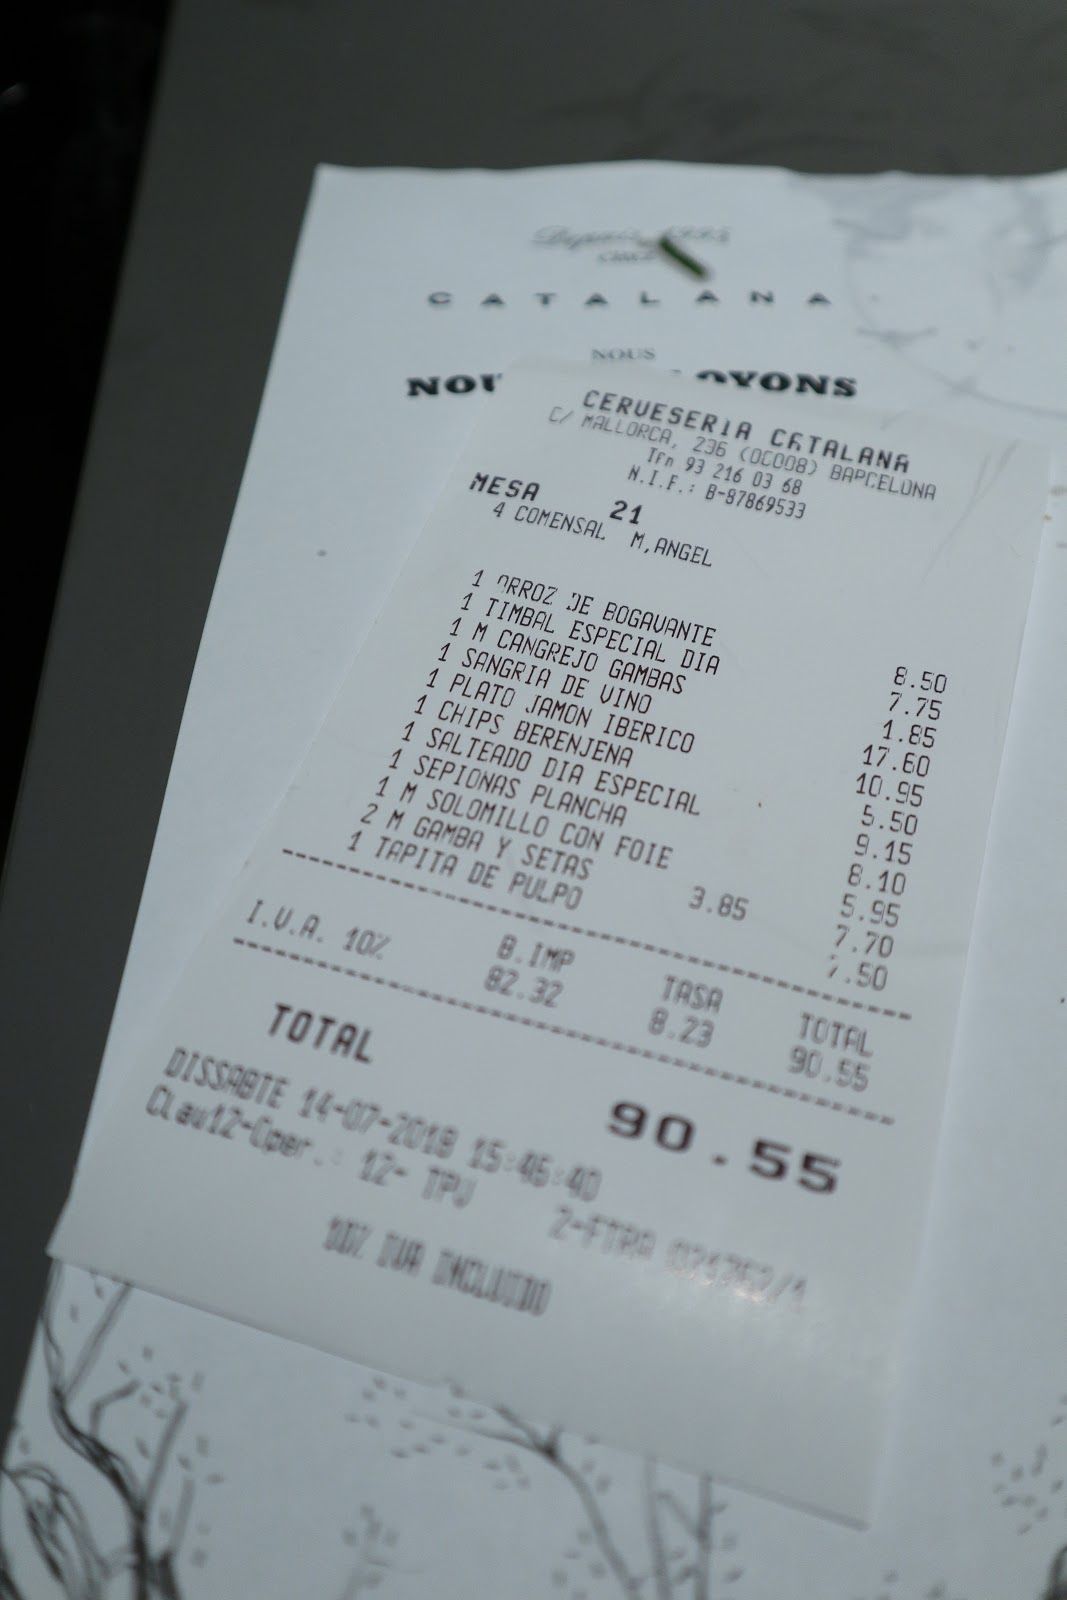 Depuis
CATALANA
NOUS
CERVESERIA CATALANA
C/ MALLORCA, 236 (08008) BARCELONA
Tfn 93 216 03 68
N.I.F.: B-87869533
MESA 21
4 COMENSAL M,ANGEL
1 ARROZ DE BOGAVANTE 8.50
1 TIMBAL ESPECIAL DIA 7.75
1 M CANGREJO GAMBAS 1.85
1 SANGRIA DE VINO 17.60
1 PLATO JAMON IBERICO 10.95
1 CHIPS BERENJENA 5.50
1 SALTEADO DIA ESPECIAL 9.15
1 SEPIONAS PLANCHA 8.10
1 M SOLOMILLO CON FOIE 5.95
2 M GAMBA Y SETAS 3.85 7.70
1 TAPITA DE PULPO 7.50
B.IMP TASA TOTAL
I.V.A. 10% 82.32 8.23 90.55
TOTAL 90.55
DISSABTE 14-07-2018 15:46:40
Clau12-Oper.: 12- TPV 2-FTRA
10% IVA INCLUIDO